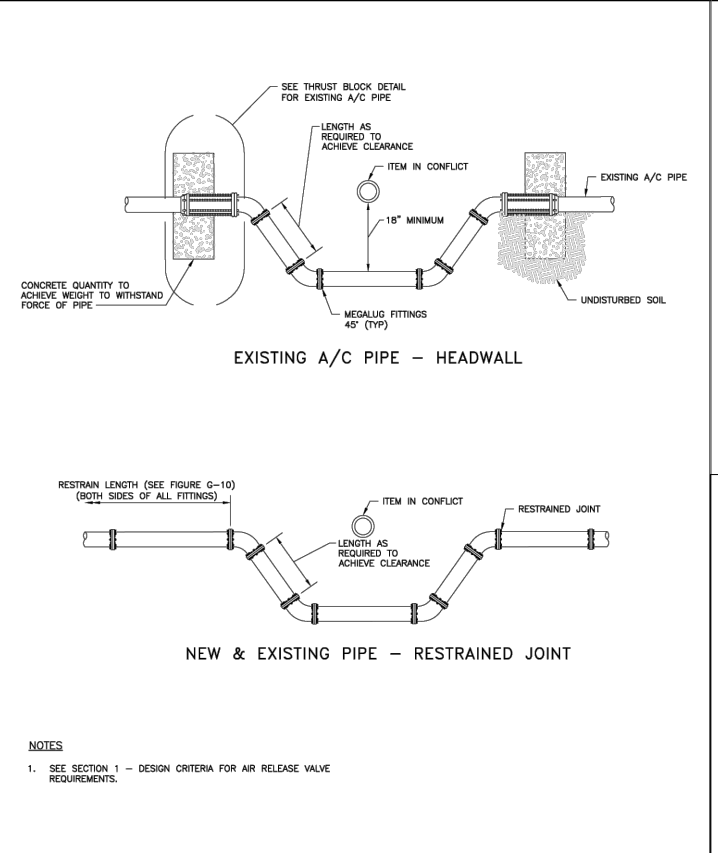 SEE THRUST BLOCK DETAIL
FOR EXISTING A/C PIPE
LENGTH AS
REQUIRED TO
ACHIEVE CLEARANCE
ITEM IN CONFLICT
EXISTING A/C PIPE
18" MINIMUM
CONCRETE QUANTITY TO
ACHIEVE WEIGHT TO WITHSTAND
FORCE OF PIPE
UNDISTURBED SOIL
MEGALUG FITTINGS
45° (TYP)
EXISTING A/C PIPE – HEADWALL
RESTRAIN LENGTH (SEE FIGURE G-10)
(BOTH SIDES OF ALL FITTINGS)
ITEM IN CONFLICT
RESTRAINED JOINT
LENGTH AS
REQUIRED TO
ACHIEVE CLEARANCE
NEW & EXISTING PIPE – RESTRAINED JOINT
NOTES
1. SEE SECTION 1 – DESIGN CRITERIA FOR AIR RELEASE VALVE
REQUIREMENTS.